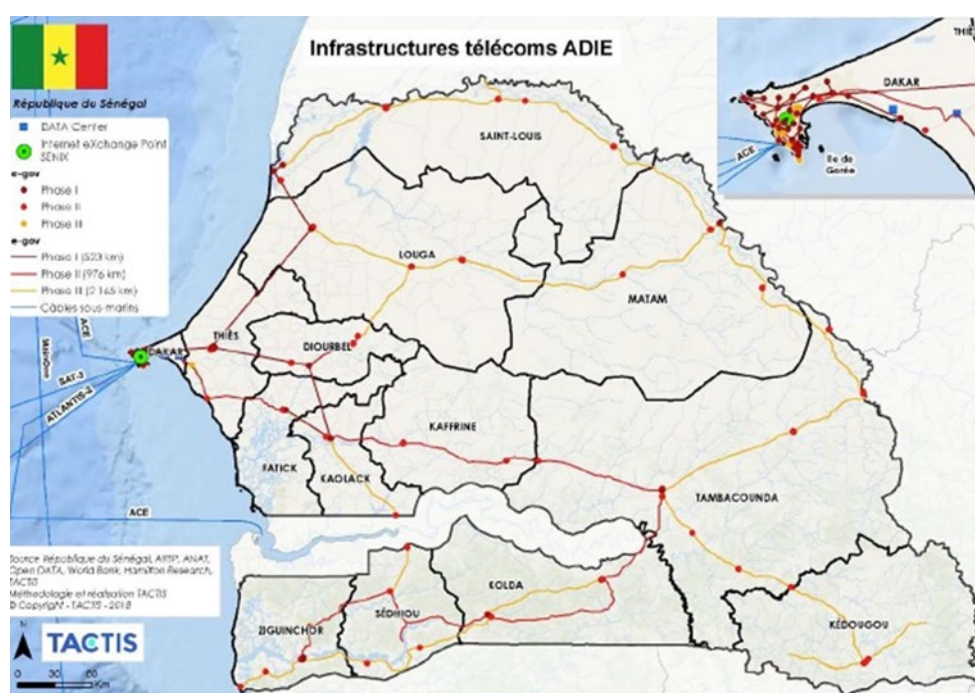 Infrastructures télécoms ADIE
République du Sénégal
DATA Center
Internet eXchange Point
SENIX
e-gov
Phase I
Phase II
Phase III
e-gov
Phase I (523 km)
Phase II (976 km)
Phase III (2 165 km)
Câbles sous-marins
ACE
MainOne
SAT-3
ATLANTIS-2
ACE
DAKAR
THIÈS
DIOURBEL
LOUGA
SAINT-LOUIS
MATAM
FATICK
KAOLACK
KAFFRINE
TAMBACOUNDA
ZIGUINCHOR
SÉDHIOU
KOLDA
KÉDOUGOU
THIÈ
DAKAR
ACE
Ile de
Gorée
Source République du Sénégal, ARTP, ANAT,
Open DATA, World Bank, Hamilton Research,
TACTIS
Méthodologie et réalisation TACTIS
© Copyright - TACTIS - 2018
N
TACTIS
0 30 60
Km